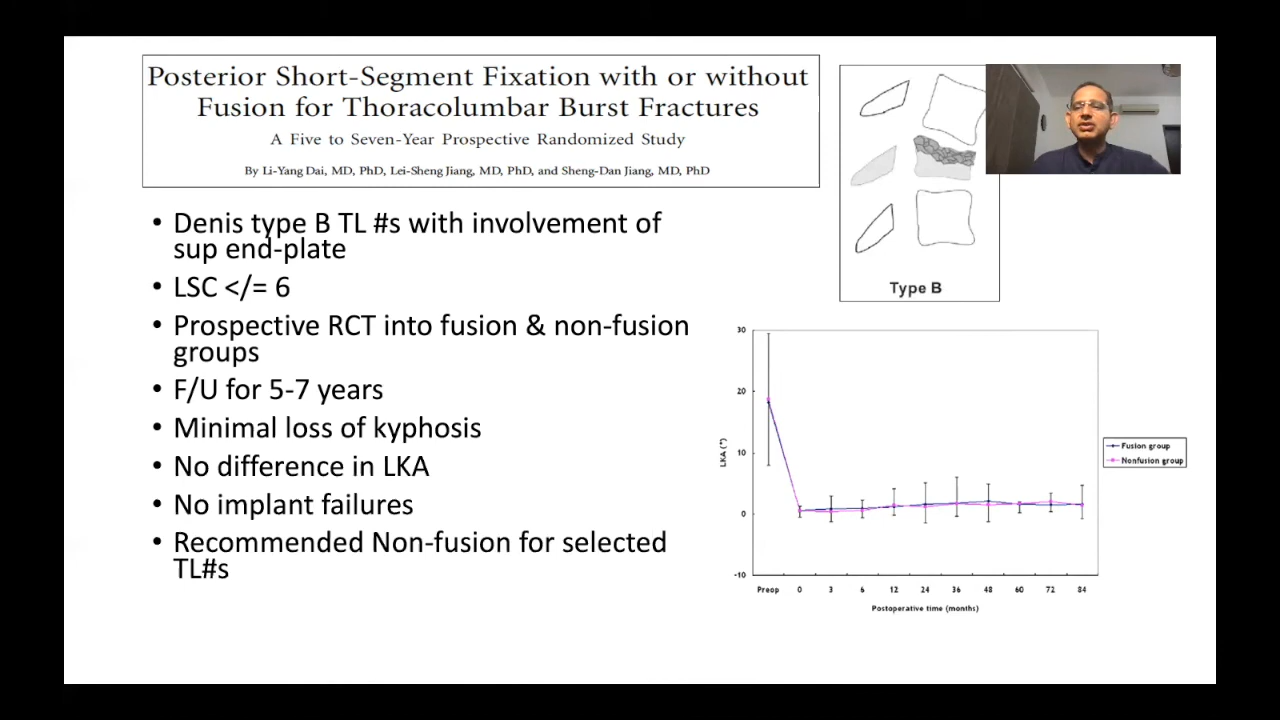 Posterior Short-Segment Fixation with or without
Fusion for Thoracolumbar Burst Fractures
A Five to Seven-Year Prospective Randomized Study
By Li-Yang Dai, MD, PhD, Lei-Sheng Jiang, MD, PhD, and Sheng-Dan Jiang, MD, PhD
• Denis type B TL #s with involvement of
sup end-plate
• LSC </= 6
• Prospective RCT into fusion & non-fusion
groups
• F/U for 5-7 years
• Minimal loss of kyphosis
• No difference in LKA
• No implant failures
• Recommended Non-fusion for selected
TL#s
Type B
30
20
10
0
-10
LKA (°)
Fusion group
Nonfusion group
Preop 0 3 6 12 24 36 48 60 72 84
Postoperative time (months)